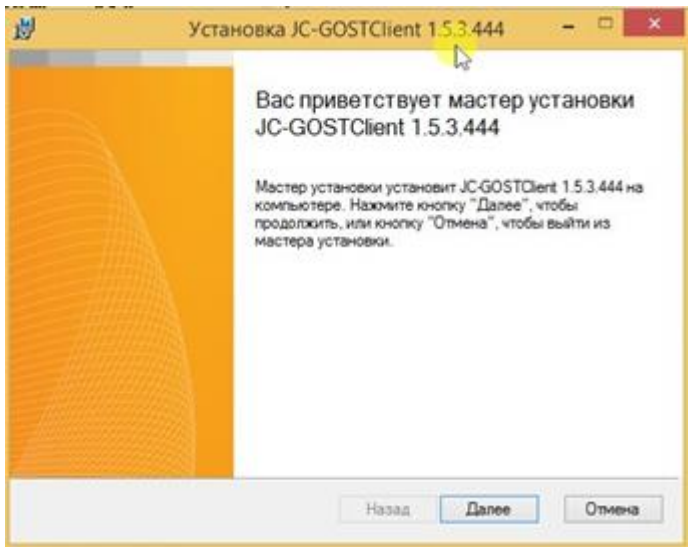 Установка JC-GOSTClient 1.5.3.444
Вас приветствует мастер установки
JC-GOSTClient 1.5.3.444
Мастер установки установит JC-GOSTClient 1.5.3.444 на
компьютере. Нажмите кнопку "Далее", чтобы
продолжить, или кнопку "Отмена", чтобы выйти из
мастера установки.
Назад Далее Отмена